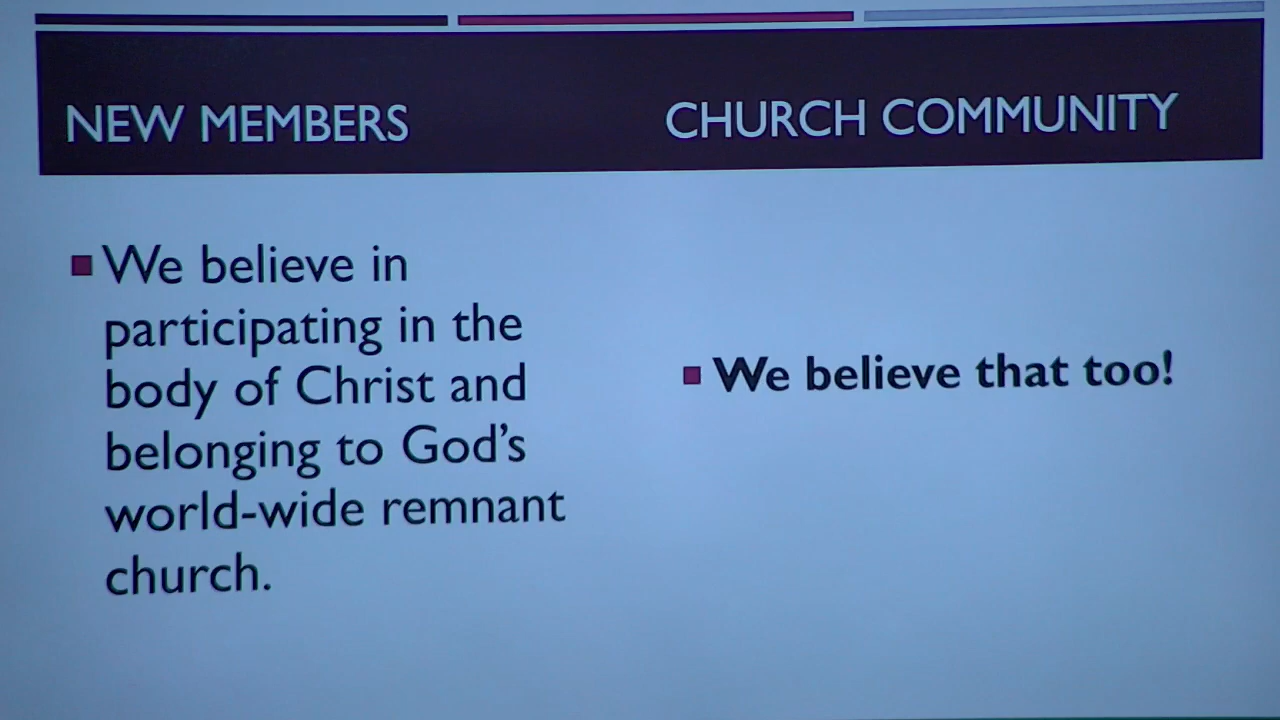 NEW MEMBERS
CHURCH COMMUNITY
We believe in
participating in the
body of Christ and
belonging to God's
world-wide remnant
church.
We believe that too!